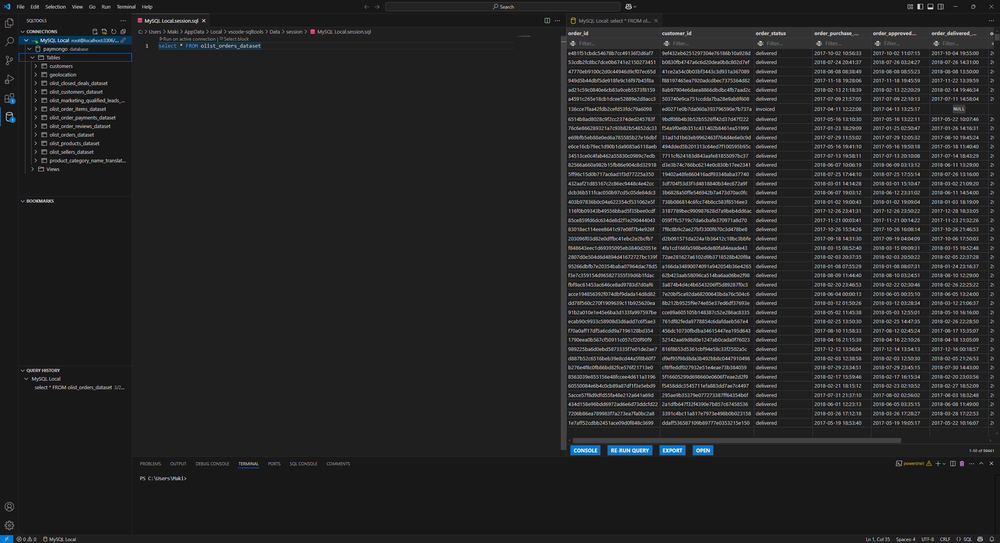 File Edit Selection View Go Run Terminal Help
Search
SQLTOOLS
CONNECTIONS
MySQL Local root@localhost:3306/...
paymongo database
Tables
customers
geolocation
olist_closed_deals_dataset
olist_customers_dataset
olist_marketing_qualified_leads_...
olist_order_items_dataset
olist_order_payments_dataset
olist_order_reviews_dataset
olist_orders_dataset
olist_products_dataset
olist_sellers_dataset
product_category_name_translat...
Views
BOOKMARKS
QUERY HISTORY
MySQL Local
select * FROM olist_orders_dataset 3/2...
1
1
MySQL Local.session.sql
C: > Users > Maki > AppData > Local > vscode-sqltools > Data > session > MySQL Local.session.sql
Run on active connection | Select block
1 select * FROM olist_orders_dataset
MySQL Local: select * FROM ol...
order_id customer_id order_status order_purchase_... order_approved... order_delivered_... o
Filter... Filter... Filter... Filter... Filter... Filter...
e481f51cbdc54678b7cc49136f2d6af7 9ef432eb6251297304e76186b10a928d delivered 2017-10-02 10:56:33 2017-10-02 11:07:15 2017-10-04 19:55:00 20
53cdb2fc8bc7dce0b6741e2150273451 b0830fb4747a6c6d20dea0b8c802d7ef delivered 2018-07-24 20:41:37 2018-07-26 03:24:27 2018-07-26 14:31:00 20
47770eb9100c2d0c44946d9cf07ec65d 41ce2a54c0b03bf3443c3d931a367089 delivered 2018-08-08 08:38:49 2018-08-08 08:55:23 2018-08-08 13:50:00 20
949d5b44dbf5de918fe9c16f97b45f8a f88197465ea7920adcdbec7375364d82 delivered 2017-11-18 19:28:06 2017-11-18 19:45:59 2017-11-22 13:39:59 20
ad21c59c0840e6cb83a9ceb5573f8159 8ab97904e6daea8866dbdbc4fb7aad2c delivered 2018-02-13 21:18:39 2018-02-13 22:20:29 2018-02-14 19:46:34 20
a4591c265e18cb1dcee52889e2d8acc3 503740e9ca751ccdda7ba28e9ab8f608 delivered 2017-07-09 21:57:05 2017-07-09 22:10:13 2017-07-11 14:58:04 20
136cce7faa42fdb2cefd53fdc79a6098 ed0271e0b7da060a393796590e7b737a invoiced 2017-04-11 12:22:08 2017-04-13 13:25:17 NULL
6514b8ad8028c9f2cc2374ded245783f 9bdf08b4b3b52b5526ff42d37d47f222 delivered 2017-05-16 13:10:30 2017-05-16 13:22:11 2017-05-22 10:07:46 20
76c6e866289321a7c93b82b54852dc33 f54a9f0e6b351c431402b8461ea51999 delivered 2017-01-23 18:29:09 2017-01-25 02:50:47 2017-01-26 14:16:31 20
e69bfb5eb88e0ed6a785585b27e16dbf 31ad1d1b63eb9962463f764d4e6e0c9d delivered 2017-07-29 11:55:02 2017-07-29 12:05:32 2017-08-10 19:45:24 20
e6ce16cb79ec1d90b1da9085a6118aeb 494dded5b201313c64ed7f100595b95c delivered 2017-05-16 19:41:10 2017-05-16 19:50:18 2017-05-18 11:40:40 20
34513ce0c4fab462a55830c0989c7edb 7711cf624183d843aafe81855097bc37 delivered 2017-07-13 19:58:11 2017-07-13 20:10:08 2017-07-14 18:43:29 20
82566a660a982b15fb86e904c8d32918 d3e3b74c766bc6214e0c830b17ee2341 delivered 2018-06-07 10:06:19 2018-06-09 03:13:12 2018-06-11 13:29:00 20
5ff96c15d0b717ac6ad1f3d77225a350 19402a48fe860416adf93348aba37740 delivered 2018-07-25 17:44:10 2018-07-25 17:55:14 2018-07-26 13:16:00 20
432aaf21d85167c2c86ec9448c4e42cc 3df704f53d3f1d4818840b34ec672a9f delivered 2018-03-01 14:14:28 2018-03-01 15:10:47 2018-03-02 21:09:20 20
dcb36b511fcac050b97cd5c05de84dc3 3b6828a50ffe546942b7a473d70ac0fc delivered 2018-06-07 19:03:12 2018-06-12 23:31:02 2018-06-11 14:54:00 20
403b97836b0c04a622354cf531062e5f 738b086814c6fcc74b8cc583f8516ee3 delivered 2018-01-02 19:00:43 2018-01-02 19:09:04 2018-01-03 18:19:09 20
116f0b09343b49556bbad5f35bee0cdf 3187789bec990987628d7a9beb4dd6ac delivered 2017-12-26 23:41:31 2017-12-26 23:50:22 2017-12-28 18:33:05 20
85ce859fd6dc634de8d2f1e290444043 059f7fc5719c7da6cbafe370971a8d70 delivered 2017-11-21 00:03:41 2017-11-21 00:14:22 2017-11-23 21:32:26 20
83018ec114eee8641c97e08f7b4e926f 7f8c8b9c2ae27bf3300f670c3d478be8 delivered 2017-10-26 15:54:26 2017-10-26 16:08:14 2017-10-26 21:46:53 20
203096f03d82e0dffbc41ebc2e2bcfb7 d2b091571da224a1b36412c18bc3bbfe delivered 2017-09-18 14:31:30 2017-09-19 04:04:09 2017-10-06 17:50:03 20
f848643eec1d69395095eb3840d2051e 4fa1cd166fa598be6de80fa84eaade43 delivered 2018-03-15 08:52:40 2018-03-15 09:09:31 2018-03-15 19:52:48 20
2807d0e504d6d4894d41672727bc139f 72ae281627a6102d9b3718528b420f8a delivered 2018-02-03 20:37:35 2018-02-03 20:50:22 2018-02-05 22:37:28 20
95266dbfb7e20354baba07964dac78d5 a166da34890074091a942054b36e4265 delivered 2018-01-08 07:55:29 2018-01-08 08:07:31 2018-01-24 23:16:37 20
f3e7c359154d965827355f39d6b1fdac 62b423aab58096ca514ba6aa06be2f98 delivered 2018-08-09 11:44:40 2018-08-10 03:24:51 2018-08-10 12:29:00 20
fbf9ac61453ac646ce8ad9783d7d0af6 3a874b4d4c4b6543206ff5d89287f0c3 delivered 2018-02-20 23:46:53 2018-02-22 02:30:46 2018-02-26 22:25:22 20
acce194856392f074dbf9dada14d8d82 7e20bf5ca92da68200643bda76c504c6 delivered 2018-06-04 00:00:13 2018-06-05 00:35:10 2018-06-05 13:24:00 20
dd78f560c270f1909639c11b925620ea 8b212b9525f9e74e85e37ed6df37693e delivered 2018-03-12 01:50:26 2018-03-12 03:28:34 2018-03-12 21:06:37 20
91b2a010e1e45e6ba3d133fa997597be cce89a605105b148387c52e286ac8335 delivered 2018-05-02 11:45:38 2018-05-03 12:55:01 2018-05-10 16:16:00 20
ecab90c9933c58908d3d6add7c6f5ae3 761df82feda9778854c6dafdaeb567e4 delivered 2018-02-25 13:50:30 2018-02-25 14:47:35 2018-02-26 22:28:50 20
f70a0aff17df5a6cdd9a7196128bd354 456dc10730fbdba34615447ea195d643 delivered 2017-08-10 11:58:33 2017-08-12 02:45:24 2017-08-17 15:35:07 20
1790eea0b567cf50911c057cf20f90f9 52142aa69d8d0e1247ab0cada0f76023 delivered 2018-04-16 21:15:39 2018-04-16 22:10:26 2018-04-18 13:05:09 20
989225ba6d0ebd5873335f7e01de2ae7 816f8653d5361cbf94e58c33f2502a5c delivered 2017-12-12 13:56:04 2017-12-14 13:54:13 2017-12-16 00:18:57 20
d887b52c6516beb39e8cd44a5f8b60f7 d9ef95f98d8da3b492bb8c0447910498 delivered 2018-02-03 12:38:58 2018-02-03 12:50:30 2018-02-05 21:26:53 20
b276e4f8c0fb86bd82fce576f21713e0 cf8ffeddf027932e51e4eae73b384059 delivered 2018-07-29 23:34:51 2018-07-29 23:45:15 2018-07-30 14:43:00 20
8563039e855156e48fccee4d611a3196 5f16605299d698660e0606f7eae2d2f9 delivered 2018-02-17 15:59:46 2018-02-17 16:15:34 2018-02-20 23:03:56 20
60550084e6b4c0cb89a87df1f3e5ebd9 f5458ddc3545711efa883dd7ae7c4497 delivered 2018-02-21 18:15:12 2018-02-23 02:10:52 2018-02-27 18:52:09 20
5acce57f8d9dfd55fa48e212a641a69d 295ae9b35379e077273387ff64354b6f delivered 2017-07-31 21:37:10 2017-08-02 02:56:02 2017-08-03 18:32:48 20
434d158e96bdd6972ad6e6d73ddcfd22 2a1dfb647f32f4390e7b857c67458536 delivered 2018-06-01 12:23:13 2018-06-05 03:35:15 2018-06-08 11:49:00 20
7206b86ea789983f7a273ea7fa0bc2a8 3391c4bc11a817e7973e498b0b023158 delivered 2018-03-26 17:12:18 2018-03-26 17:28:27 2018-03-28 17:22:53 20
1e7aff52cdbb2451ace09d0f848c3699 ddaff536587109b89777e0353215e150 delivered 2017-05-19 18:53:40 2017-05-19 19:05:17 2017-05-22 10:16:07 20
CONSOLE RE-RUN QUERY EXPORT OPEN 1-50 of 99441
PROBLEMS OUTPUT DEBUG CONSOLE TERMINAL PORTS SQL CONSOLE COMMENTS powershell
PS C:\Users\Maki>
0 0 MySQL Local Ln 1, Col 35 Spaces: 4 UTF-8 CRLF {} SQL